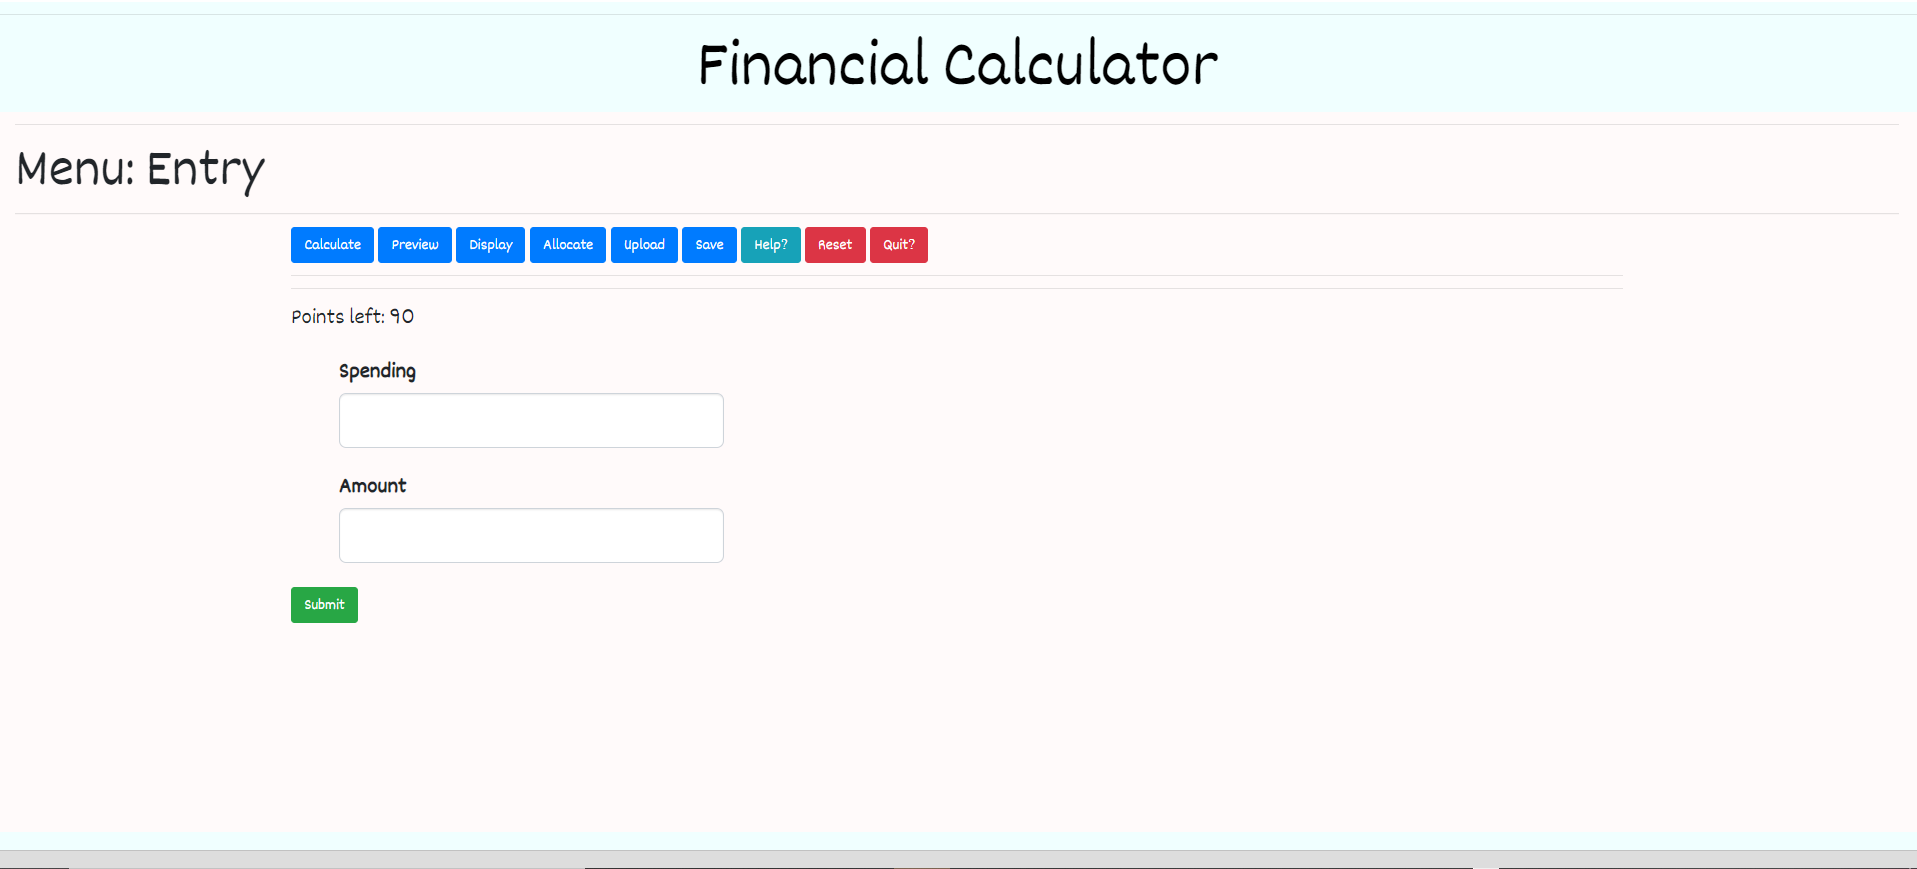 Financial Calculator
Menu: Entry
Calculate Preview Display Allocate Upload Save Help? Reset Quit?
Points left: 90
Spending
Amount
Submit